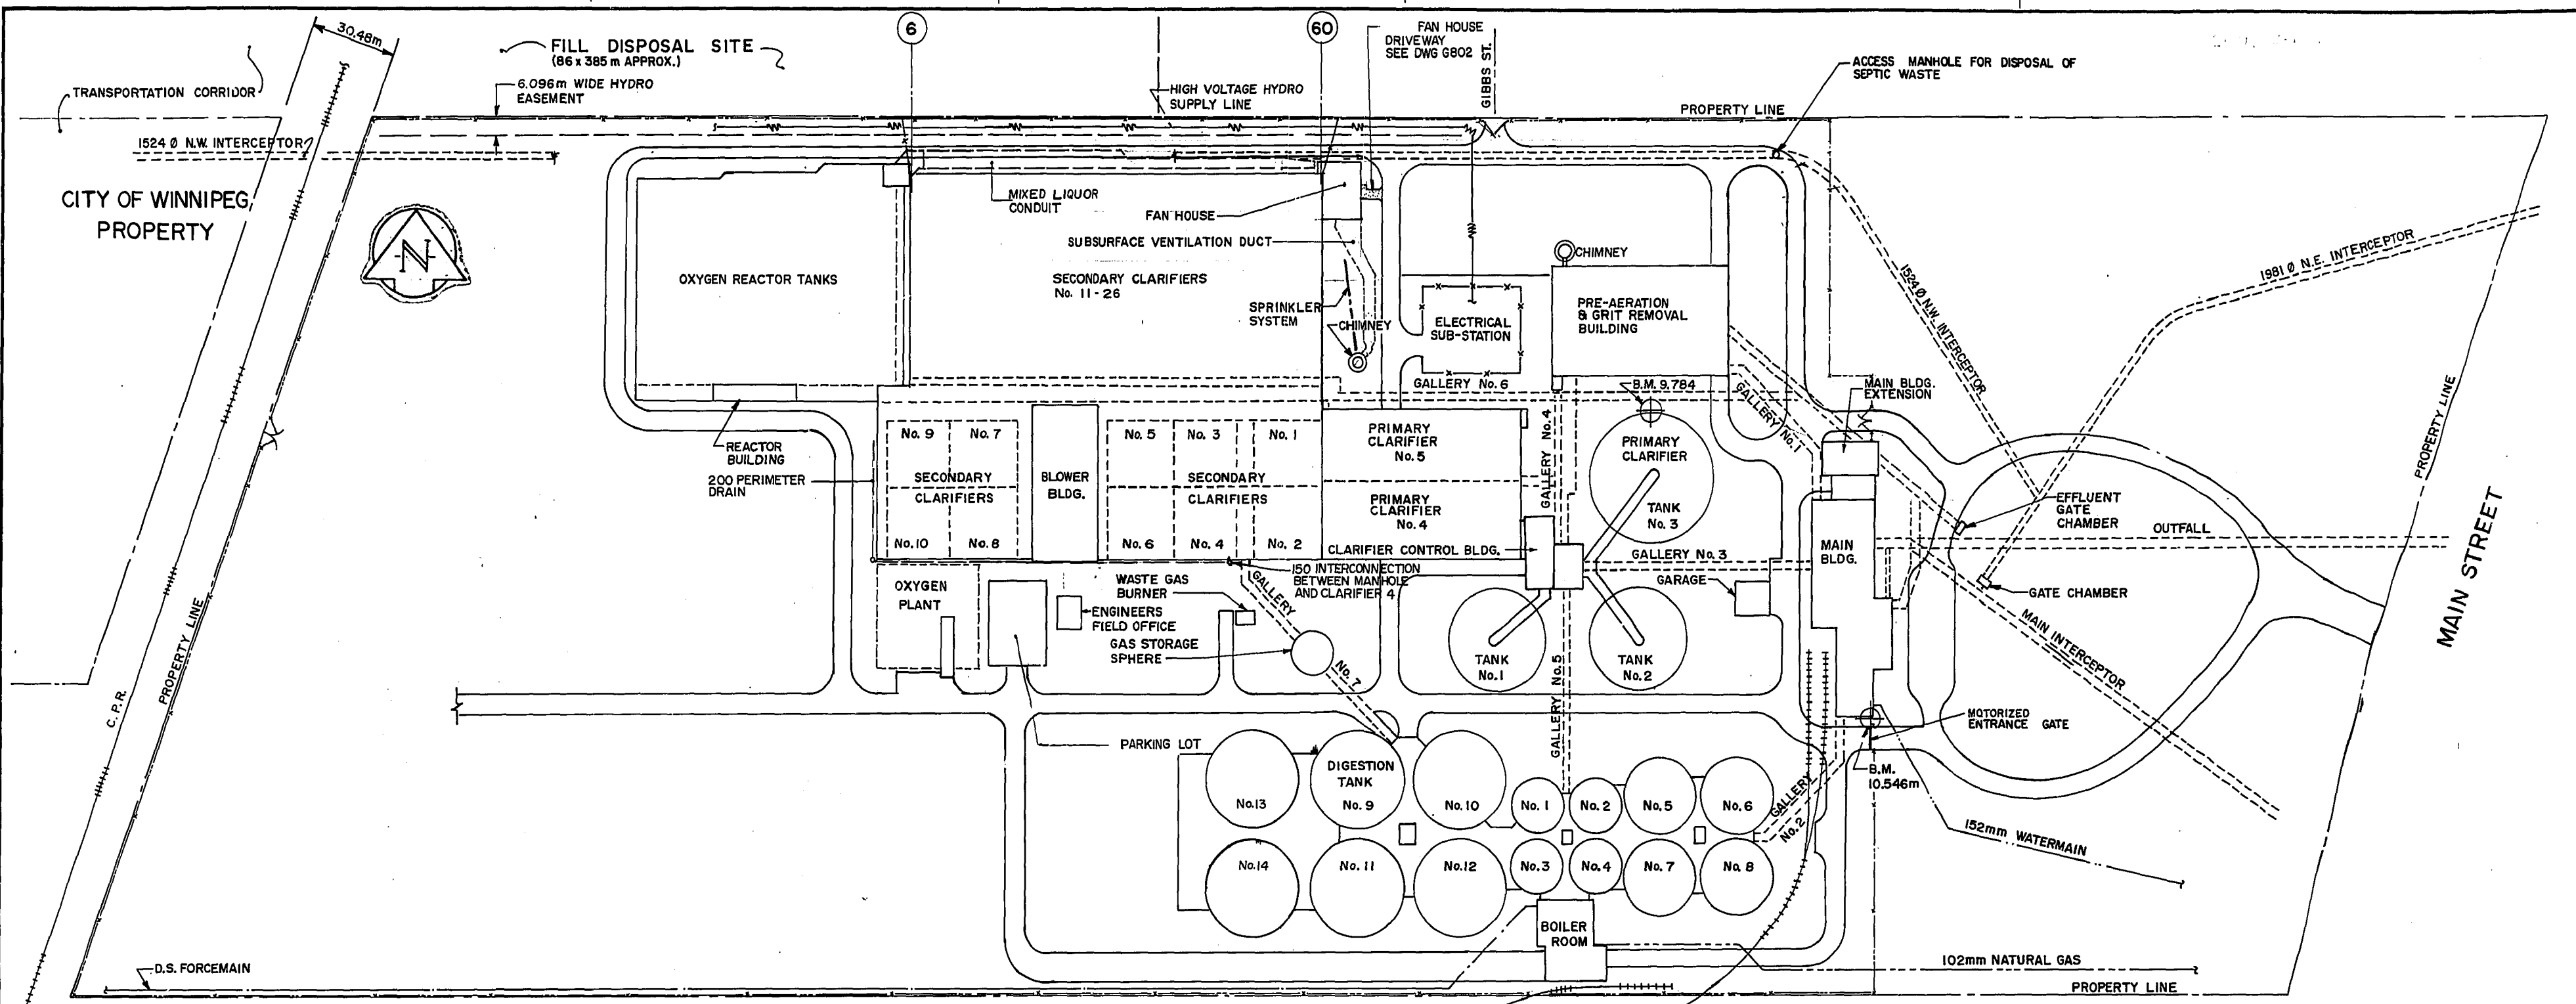 30.48m
FILL DISPOSAL SITE
(86 x 385 m APPROX.)
6
60
FAN HOUSE
DRIVEWAY
SEE DWG G802
GIBBS ST.
ACCESS MANHOLE FOR DISPOSAL OF
SEPTIC WASTE
TRANSPORTATION CORRIDOR
6.096m WIDE HYDRO
EASEMENT
HIGH VOLTAGE HYDRO
SUPPLY LINE
PROPERTY LINE
1524 Ø N.W. INTERCEPTOR
CITY OF WINNIPEG
PROPERTY
N
MIXED LIQUOR
CONDUIT
FAN HOUSE
SUBSURFACE VENTILATION DUCT
OXYGEN REACTOR TANKS
SECONDARY CLARIFIERS
No. 11-26
SPRINKLER
SYSTEM
CHIMNEY
ELECTRICAL
SUB-STATION
CHIMNEY
PRE-AERATION
& GRIT REMOVAL
BUILDING
1524 Ø N.W. INTERCEPTOR
1981 Ø N.E. INTERCEPTOR
GALLERY No. 6
B.M. 9.784
GALLERY No. 1
MAIN BLDG.
EXTENSION
PROPERTY LINE
REACTOR
BUILDING
200 PERIMETER
DRAIN
No. 9
No. 7
SECONDARY
CLARIFIERS
No. 10
No. 8
BLOWER
BLDG.
No. 5
No. 3
No. 1
SECONDARY
CLARIFIERS
No. 6
No. 4
No. 2
PRIMARY
CLARIFIER
No. 5
PRIMARY
CLARIFIER
No. 4
GALLERY No. 4
PRIMARY
CLARIFIER
TANK
No. 3
CLARIFIER CONTROL BLDG.
GALLERY No. 3
MAIN
BLDG.
EFFLUENT
GATE
CHAMBER
OUTFALL
MAIN STREET
GATE CHAMBER
MAIN INTERCEPTOR
150 INTERCONNECTION
BETWEEN MANHOLE
AND CLARIFIER 4
GARAGE
OXYGEN
PLANT
WASTE GAS
BURNER
ENGINEERS
FIELD OFFICE
GAS STORAGE
SPHERE
GALLERY
No. 7
TANK
No. 1
TANK
No. 2
GALLERY No. 5
PROPERTY LINE
C.P.R.
PARKING LOT
MOTORIZED
ENTRANCE GATE
B.M.
10.546m
DIGESTION
TANK
No. 13
No. 9
No. 10
No. 1
No. 2
No. 5
No. 6
GALLERY
No. 2
152mm WATERMAIN
No. 14
No. 11
No. 12
No. 3
No. 4
No. 7
No. 8
BOILER
ROOM
D.S. FORCEMAIN
102mm NATURAL GAS
PROPERTY LINE